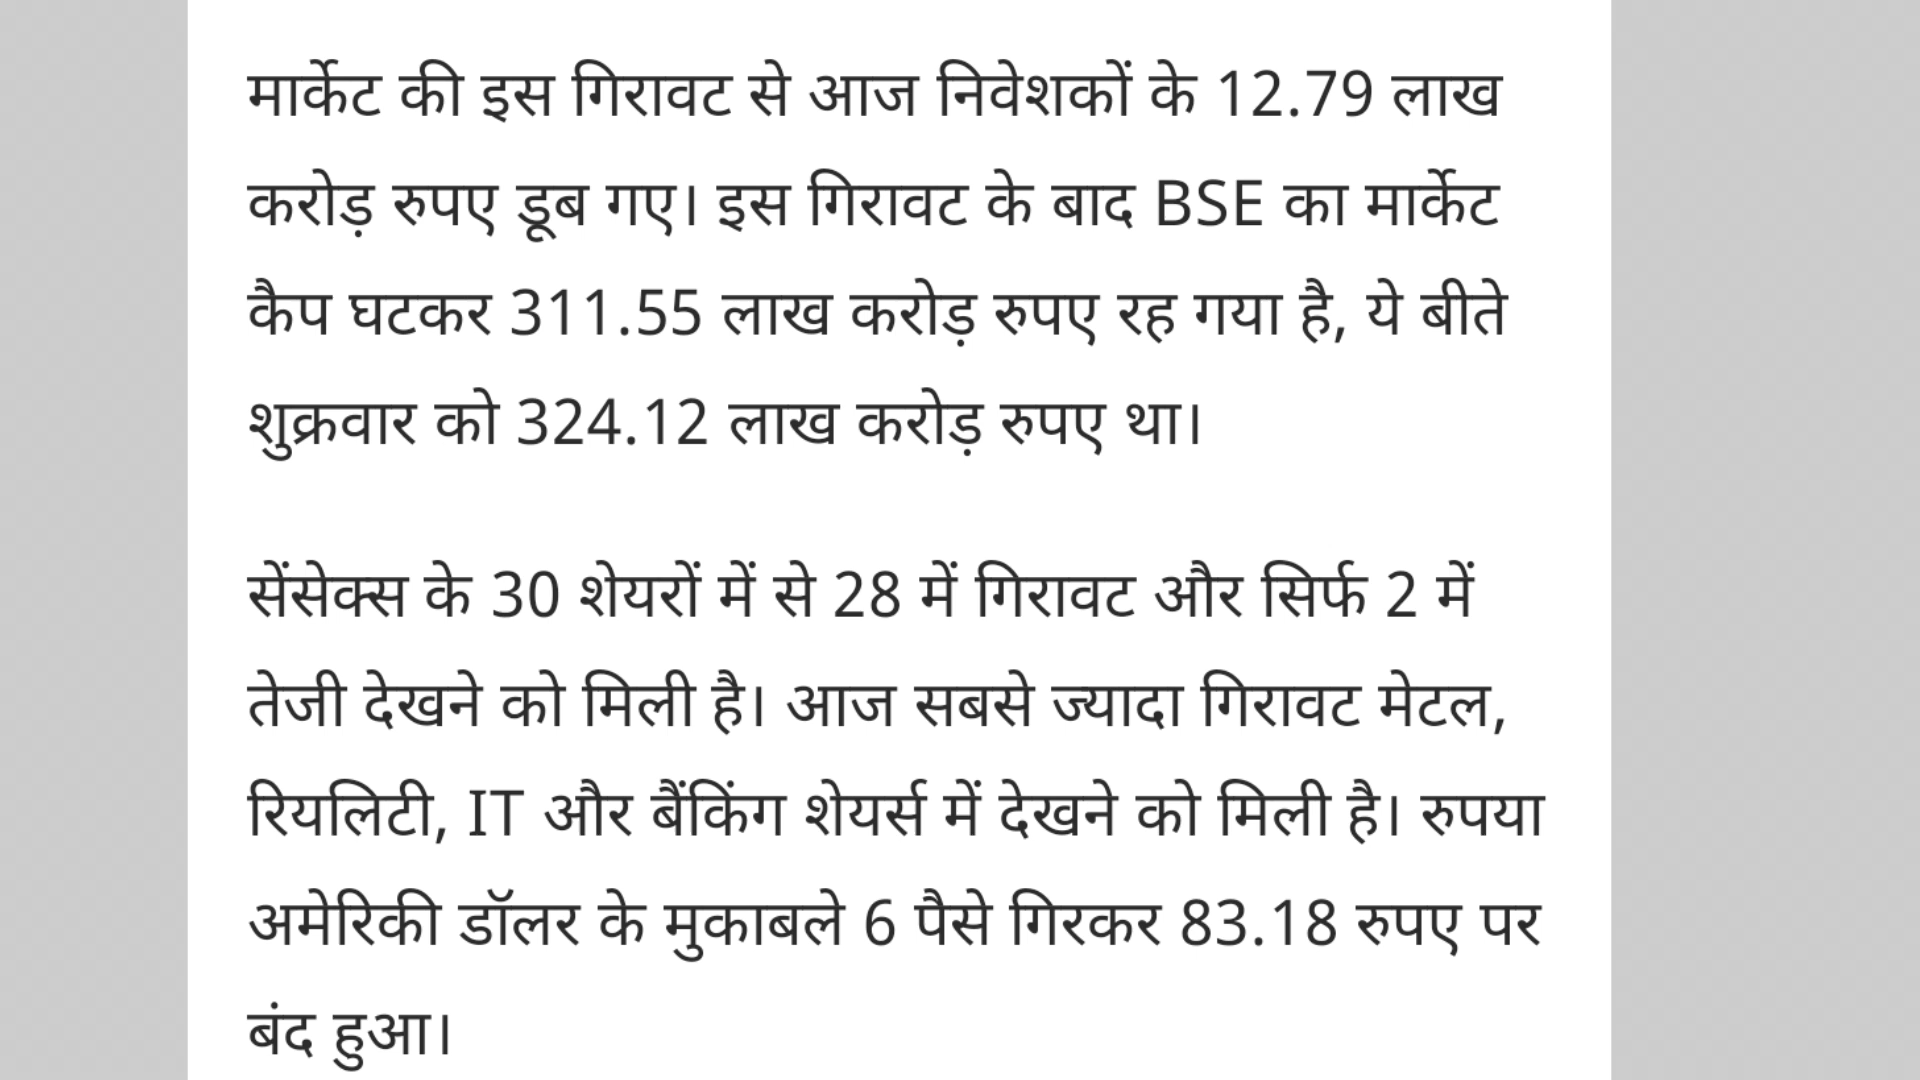 मार्केट की इस गिरावट से आज निवेशकों के 12.79 लाख
करोड़ रुपए डूब गए। इस गिरावट के बाद BSE का मार्केट
कैप घटकर 311.55 लाख करोड़ रुपए रह गया है, ये बीते
शुक्रवार को 324.12 लाख करोड़ रुपए था।
सेंसेक्स के 30 शेयरों में से 28 में गिरावट और सिर्फ 2 में
तेजी देखने को मिली है। आज सबसे ज्यादा गिरावट मेटल,
रियलिटी, IT और बैंकिंग शेयर्स में देखने को मिली है। रुपया
अमेरिकी डॉलर के मुकाबले 6 पैसे गिरकर 83.18 रुपए पर
बंद हुआ।